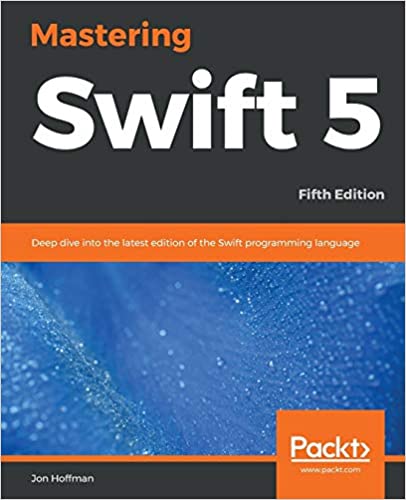 Mastering
Swift 5
Fifth Edition
Deep dive into the latest edition of the Swift programming language
Packt>
www.packt.com
Jon Hoffman